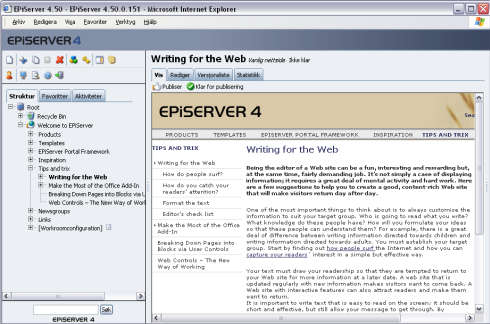 EPiServer 4.50 - EPiServer 4.50.0.151 - Microsoft Internet Explorer
Arkiv Redigera Visa Favoriter Verktyg Hjälp
EPiSERVER 4
Writing for the Web Vanlig nettside Ikke klar
Vis Rediger Versjonsliste Statistikk
Publiser Klar for publisering
Struktur Favoritter Aktiviteter
Root
Recycle Bin
Welcome to EPiServer
Products
Templates
EPiServer Portal Framework
Inspiration
Tips and trix
Writing for the Web
Make the Most of the Office Add-In
Breaking Down Pages into Blocks via U
Web Controls – The New Way of Wor
Newsgroups
Links
[Workroomconfiguration]
Søk
EPiSERVER 4
EPiSERVER 4
Sea
PRODUCTS TEMPLATES EPISERVER PORTAL FRAMEWORK INSPIRATION TIPS AND TRIX
TIPS AND TRIX
Writing for the Web
How do people surf?
How do you catch your
readers' attention?
Format the text
Editor's check list
Make the Most of the Office
Add-In
Breaking Down Pages into
Blocks via User Controls
Web Controls – The New
Way of Working
Writing for the Web
Being the editor of a Web site can be a fun, interesting and rewarding but,
at the same time, fairly demanding job. It's not simply a case of displaying
information; it requires a great deal of mental activity and hard work. Here
are a few suggestions to help you to create a good, content-rich Web site
that will make visitors return day after day.
One of the most important things to think about is to always customise the
information to suit your target group. Who is going to read what you write?
What knowledge do these people have? How will you formulate your ideas
so that these people can understand them? For example, there is a great
deal of difference between writing information directed towards children and
writing information directed towards adults. You must establish your target
group. Start by finding out how people surf the Internet and how you can
capture your readers' interest in a simple but effective way.
Your text must draw your readership so that they are tempted to return to
your Web site for more information at a later date. A web site that is
updated regularly with new information makes visitors want to come back. A
Web site with interactive features can also attract readers and make them
want to return.
It is important to write text that is easy to read on the screen; it should be
short and effective, but still allow your message to get through. By